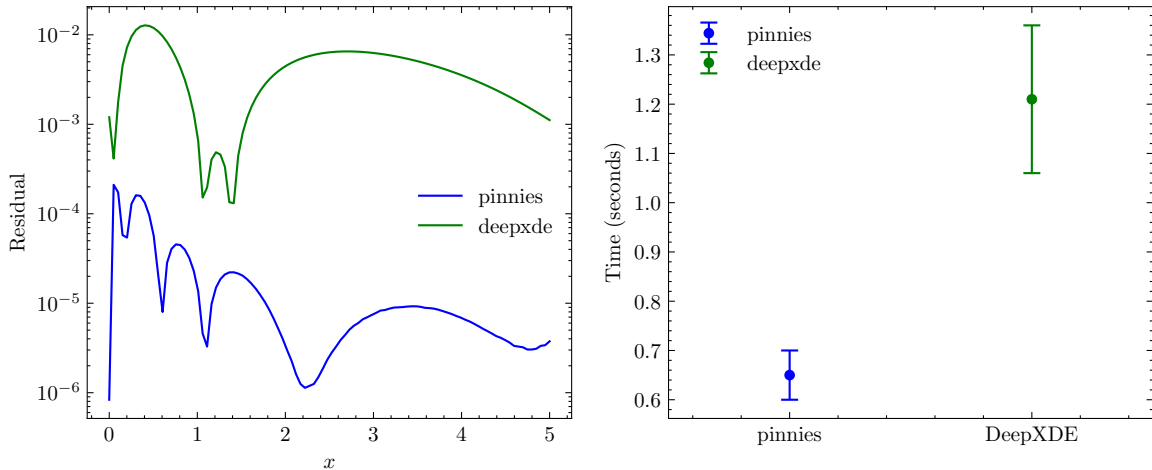 10⁻²
10⁻³
10⁻⁴
10⁻⁵
10⁻⁶
Residual
pinnies
deepxde
0 1 2 3 4 5
x
pinnies
deepxde
1.3
1.2
1.1
1.0
0.9
0.8
0.7
0.6
Time (seconds)
pinnies DeepXDE